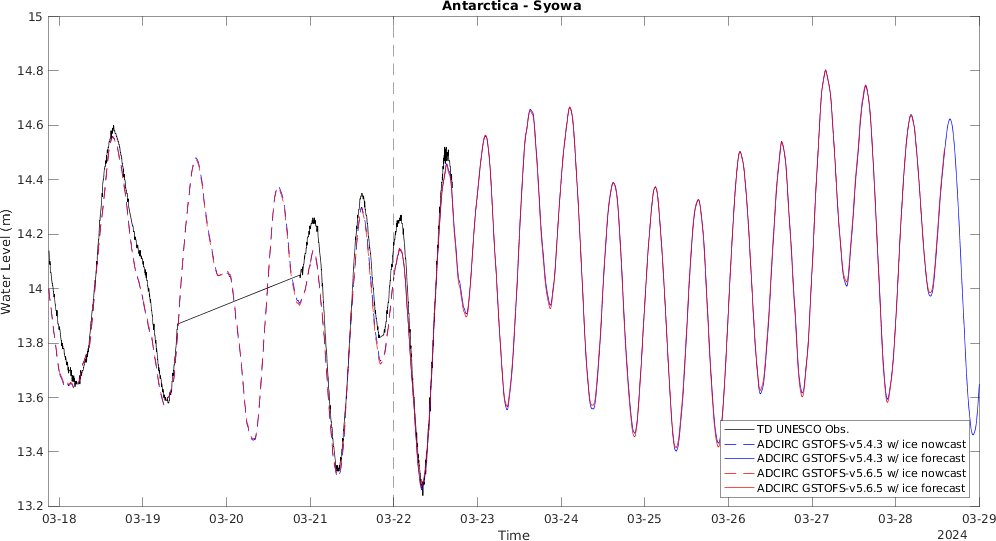 Antarctica - Syowa
Water Level (m)
15
14.8
14.6
14.4
14.2
14
13.8
13.6
13.4
13.2
TD UNESCO Obs.
ADCIRC GSTOFS-v5.4.3 w/ ice nowcast
ADCIRC GSTOFS-v5.4.3 w/ ice forecast
ADCIRC GSTOFS-v5.6.5 w/ ice nowcast
ADCIRC GSTOFS-v5.6.5 w/ ice forecast
03-18 03-19 03-20 03-21 03-22 03-23 03-24 03-25 03-26 03-27 03-28 03-29
Time
2024